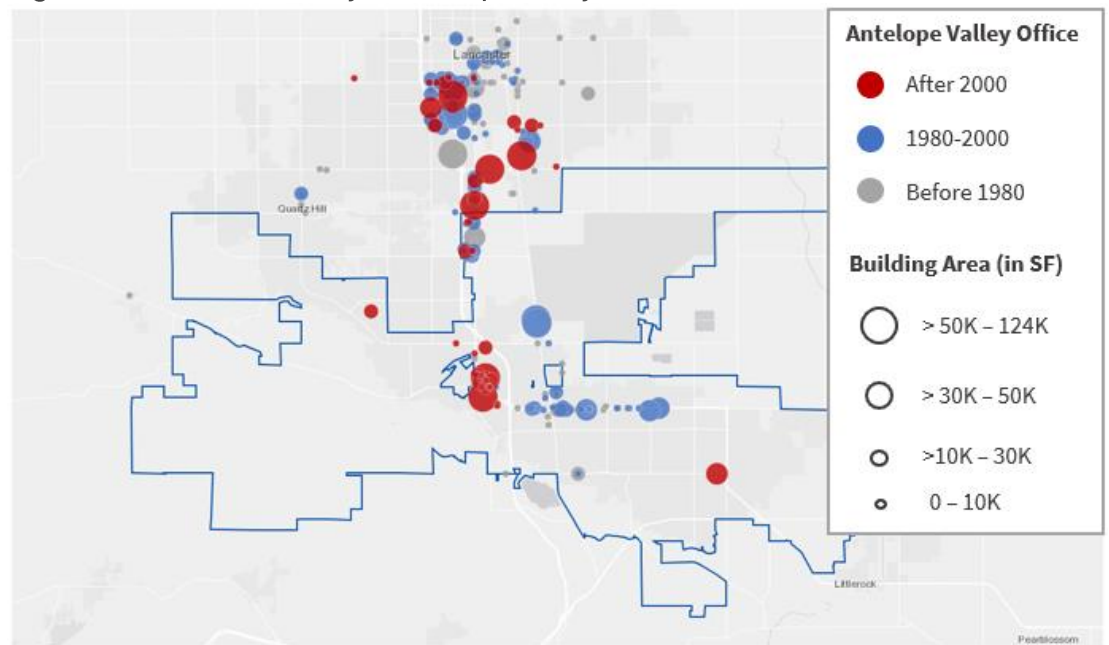 Lancaster
Quartz Hill
Littlerock
Pearblossom
Antelope Valley Office
After 2000
1980-2000
Before 1980
Building Area (in SF)
> 50K – 124K
> 30K – 50K
>10K – 30K
0 – 10K